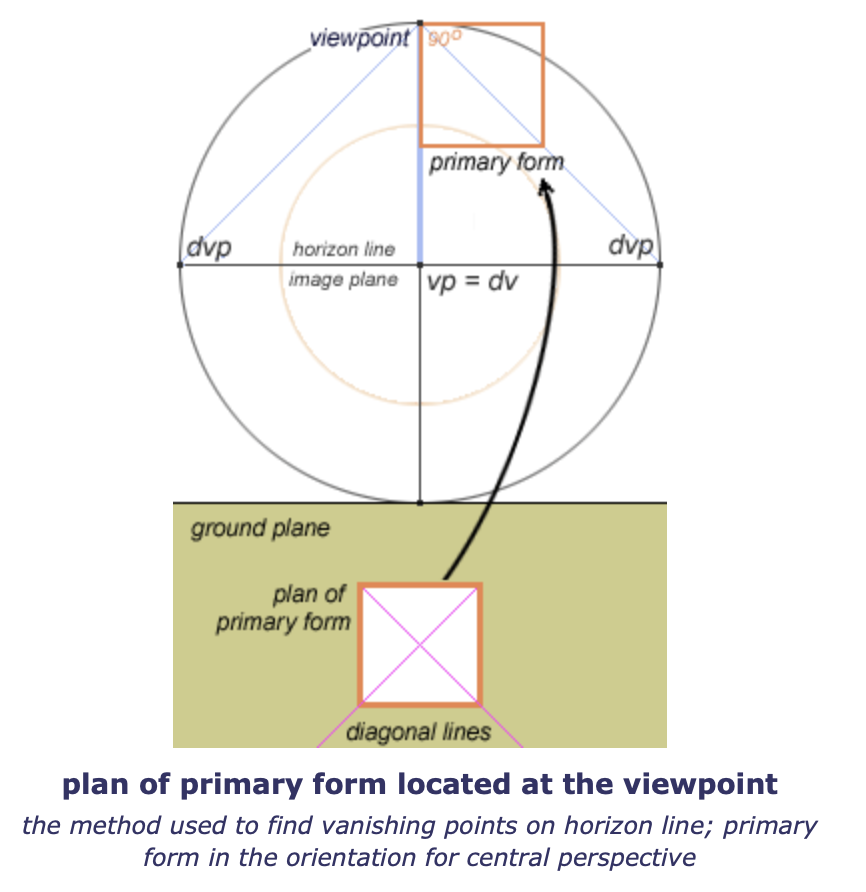 viewpoint
90º
primary form
dvp
dvp
horizon line
image plane
vp = dv
ground plane
plan of
primary form
diagonal lines
plan of primary form located at the viewpoint
the method used to find vanishing points on horizon line; primary
form in the orientation for central perspective